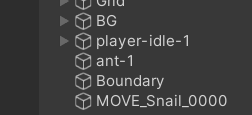 Grid
BG
player-idle-1
ant-1
Boundary
MOVE_Snail_0000